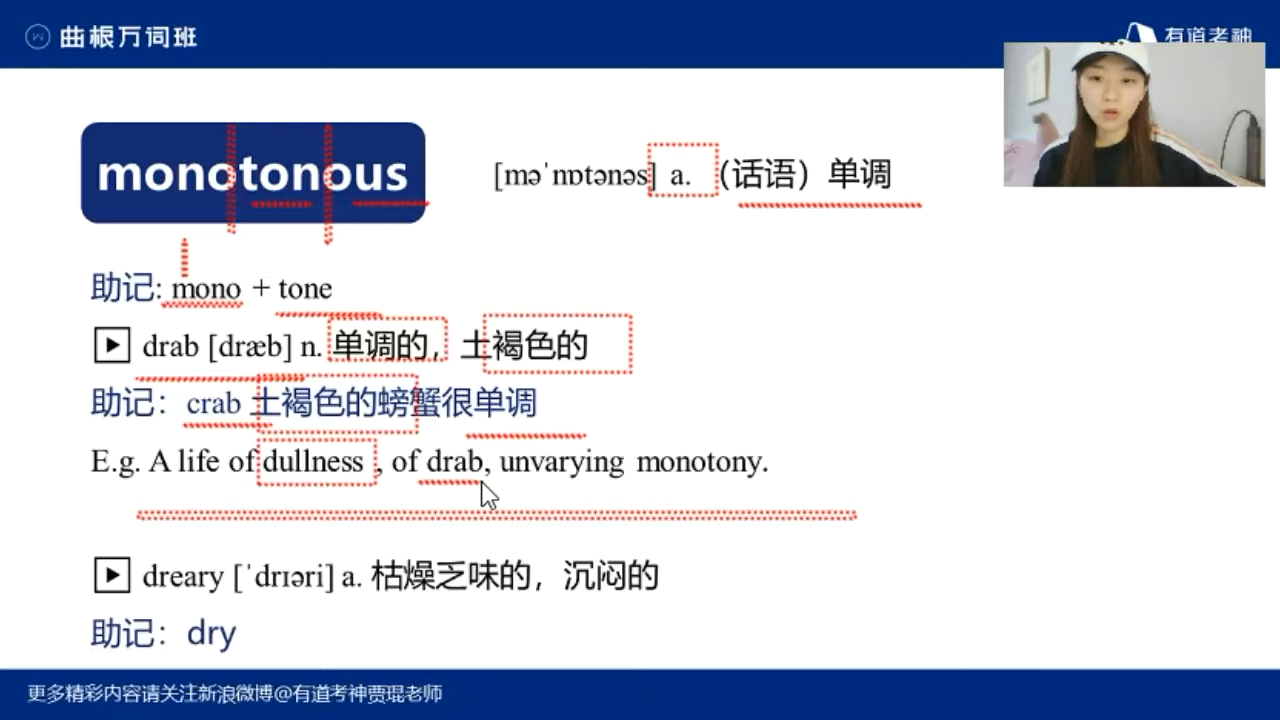 曲根万词班
有道考神
monotonous
[məˈnɒtənəs] a.（话语）单调
助记: mono + tone
drab [dræb] n. 单调的，土褐色的
助记：crab 土褐色的螃蟹很单调
E.g. A life of dullness , of drab, unvarying monotony.
dreary [ˈdrɪəri] a. 枯燥乏味的，沉闷的
助记：dry
更多精彩内容请关注新浪微博@有道考神贾琨老师